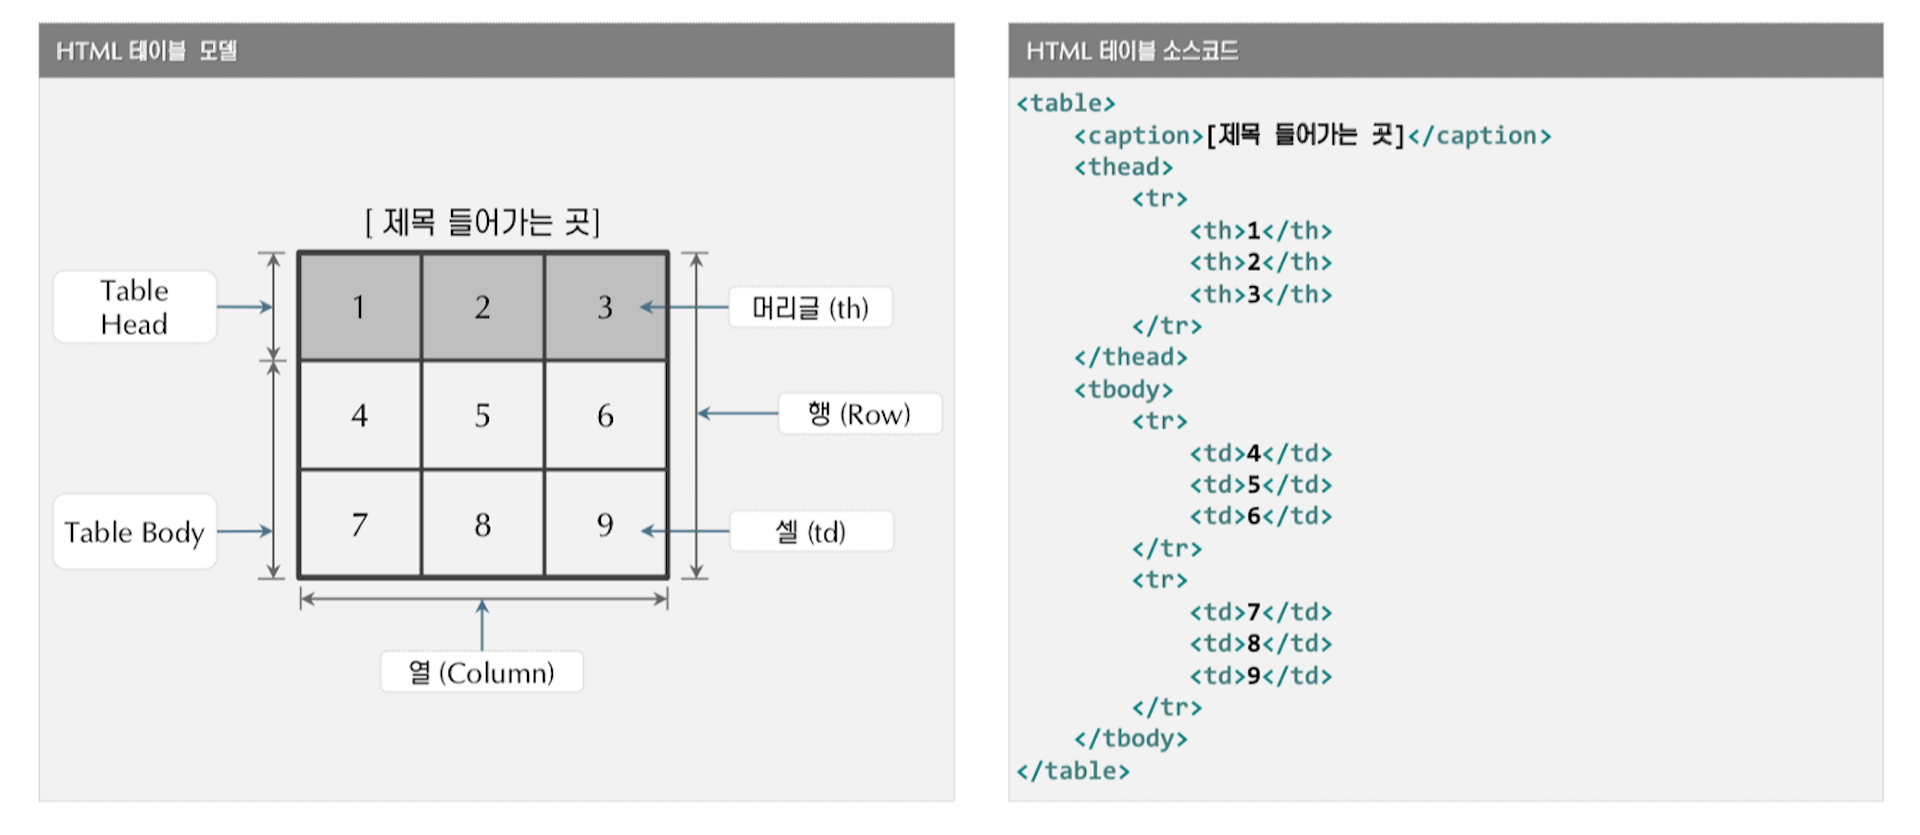 HTML 테이블 모델
[ 제목 들어가는 곳]
Table
Head
1 2 3
머리글 (th)
4 5 6
행 (Row)
Table Body
7 8 9
셀 (td)
열 (Column)
HTML 테이블 소스코드
<table>
<caption>[제목 들어가는 곳]</caption>
<thead>
<tr>
<th>1</th>
<th>2</th>
<th>3</th>
</tr>
</thead>
<tbody>
<tr>
<td>4</td>
<td>5</td>
<td>6</td>
</tr>
<tr>
<td>7</td>
<td>8</td>
<td>9</td>
</tr>
</tbody>
</table>